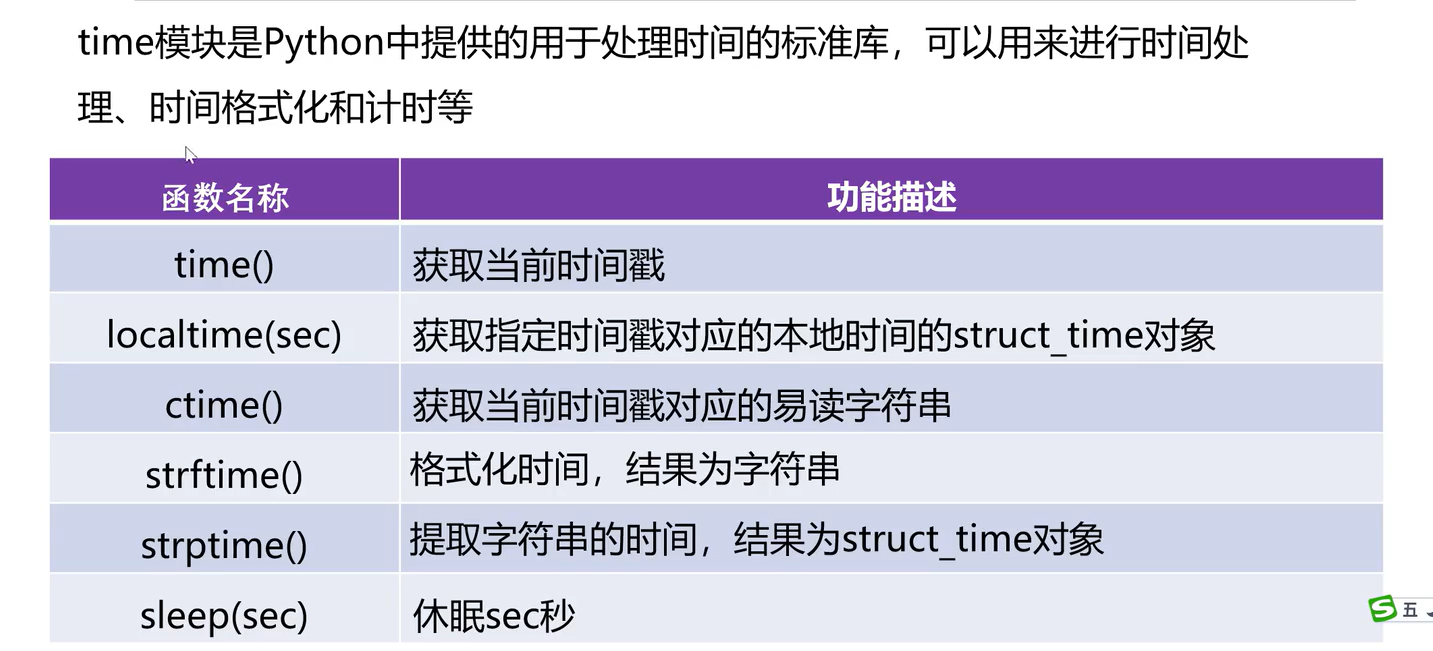 time模块是Python中提供的用于处理时间的标准库，可以用来进行时间处
理、时间格式化和计时等
函数名称 功能描述
time() 获取当前时间戳
localtime(sec) 获取指定时间戳对应的本地时间的struct_time对象
ctime() 获取当前时间戳对应的易读字符串
strftime() 格式化时间，结果为字符串
strptime() 提取字符串的时间，结果为struct_time对象
sleep(sec) 休眠sec秒
S 五